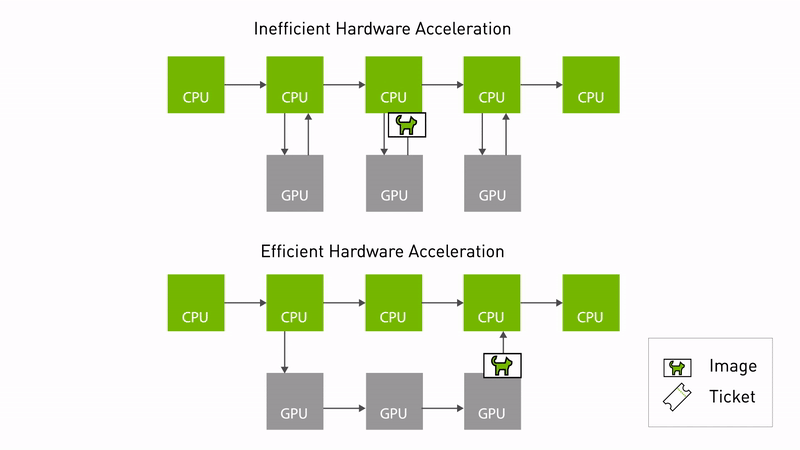 Inefficient Hardware Acceleration
CPU CPU CPU CPU CPU
GPU GPU GPU
Efficient Hardware Acceleration
CPU CPU CPU CPU CPU
GPU GPU GPU
Image
Ticket